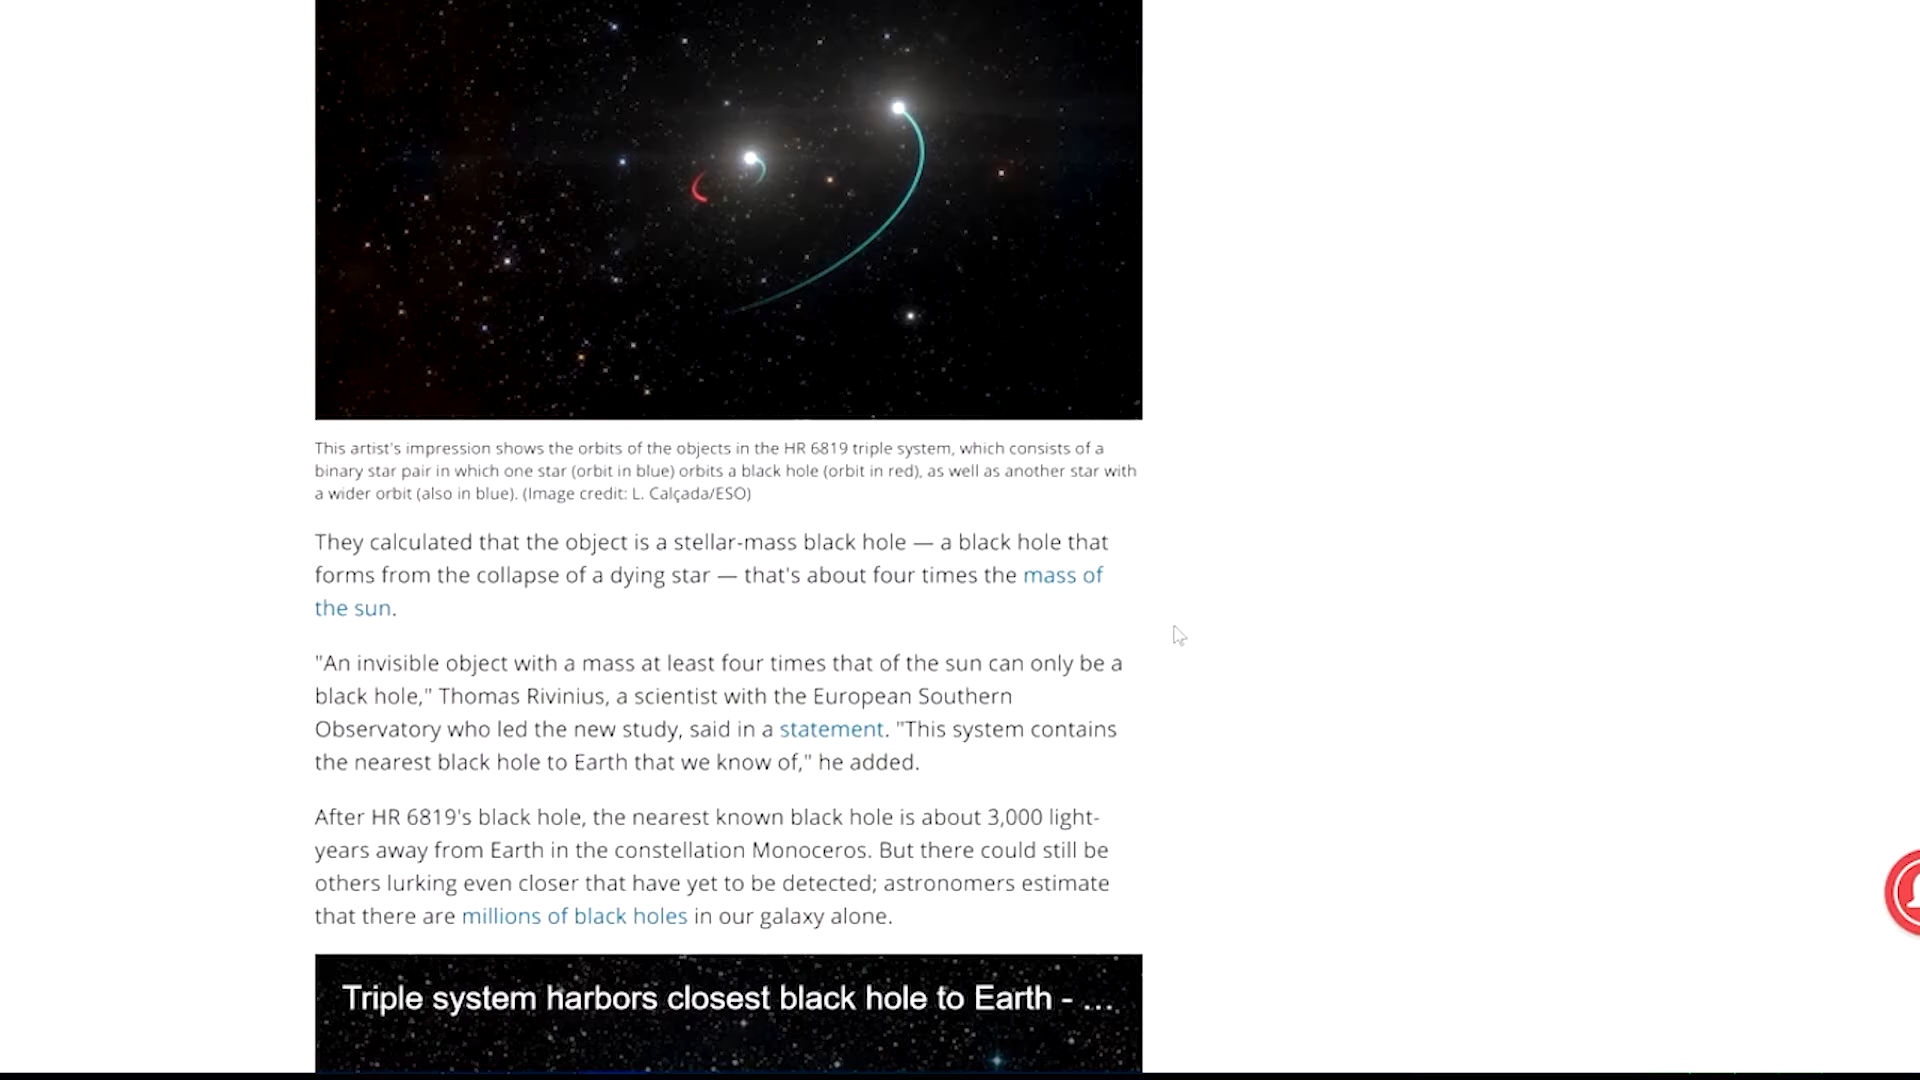 This artist's impression shows the orbits of the objects in the HR 6819 triple system, which consists of a
binary star pair in which one star (orbit in blue) orbits a black hole (orbit in red), as well as another star with
a wider orbit (also in blue). (Image credit: L. Calçada/ESO)
They calculated that the object is a stellar-mass black hole — a black hole that
forms from the collapse of a dying star — that's about four times the mass of
the sun.
"An invisible object with a mass at least four times that of the sun can only be a
black hole," Thomas Rivinius, a scientist with the European Southern
Observatory who led the new study, said in a statement. "This system contains
the nearest black hole to Earth that we know of," he added.
After HR 6819's black hole, the nearest known black hole is about 3,000 light-
years away from Earth in the constellation Monoceros. But there could still be
others lurking even closer that have yet to be detected; astronomers estimate
that there are millions of black holes in our galaxy alone.
Triple system harbors closest black hole to Earth - ...